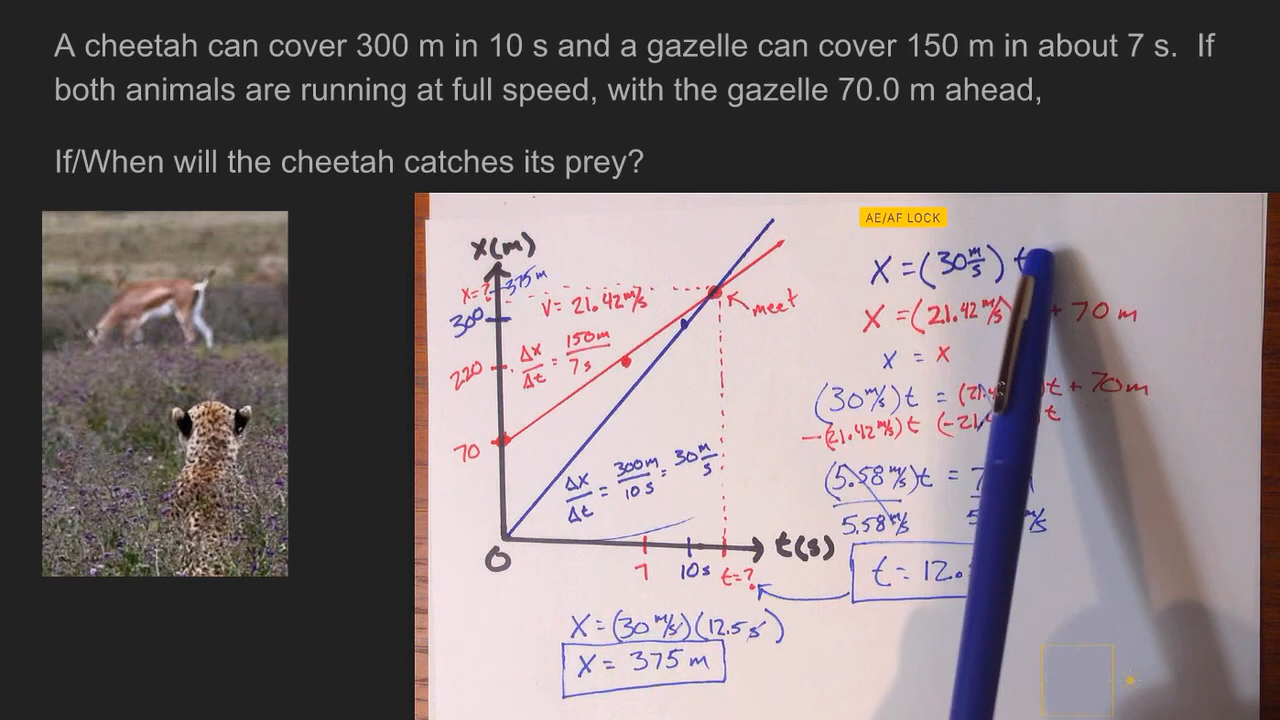 A cheetah can cover 300 m in 10 s and a gazelle can cover 150 m in about 7 s. If
both animals are running at full speed, with the gazelle 70.0 m ahead,
If/When will the cheetah catches its prey?
AE/AF LOCK
x(m)
x=? 375 m
300
220
70
0
V = 21.42 m/s
Δx/Δt = 150m/7s
meet
Δx/Δt = 300m/10s = 30 m/s
7 10s t=? t(s)
X = (30 m/s)(12.5 s)
X = 375 m
X = (30 m/s) t
X = (21.42 m/s) + 70 m
x = x
(30 m/s)t = (21.4 )t + 70m
-(21.42 m/s)t (-21. t
(5.58 m/s)t = 7
5.58 m/s 5 m/s
t = 12.